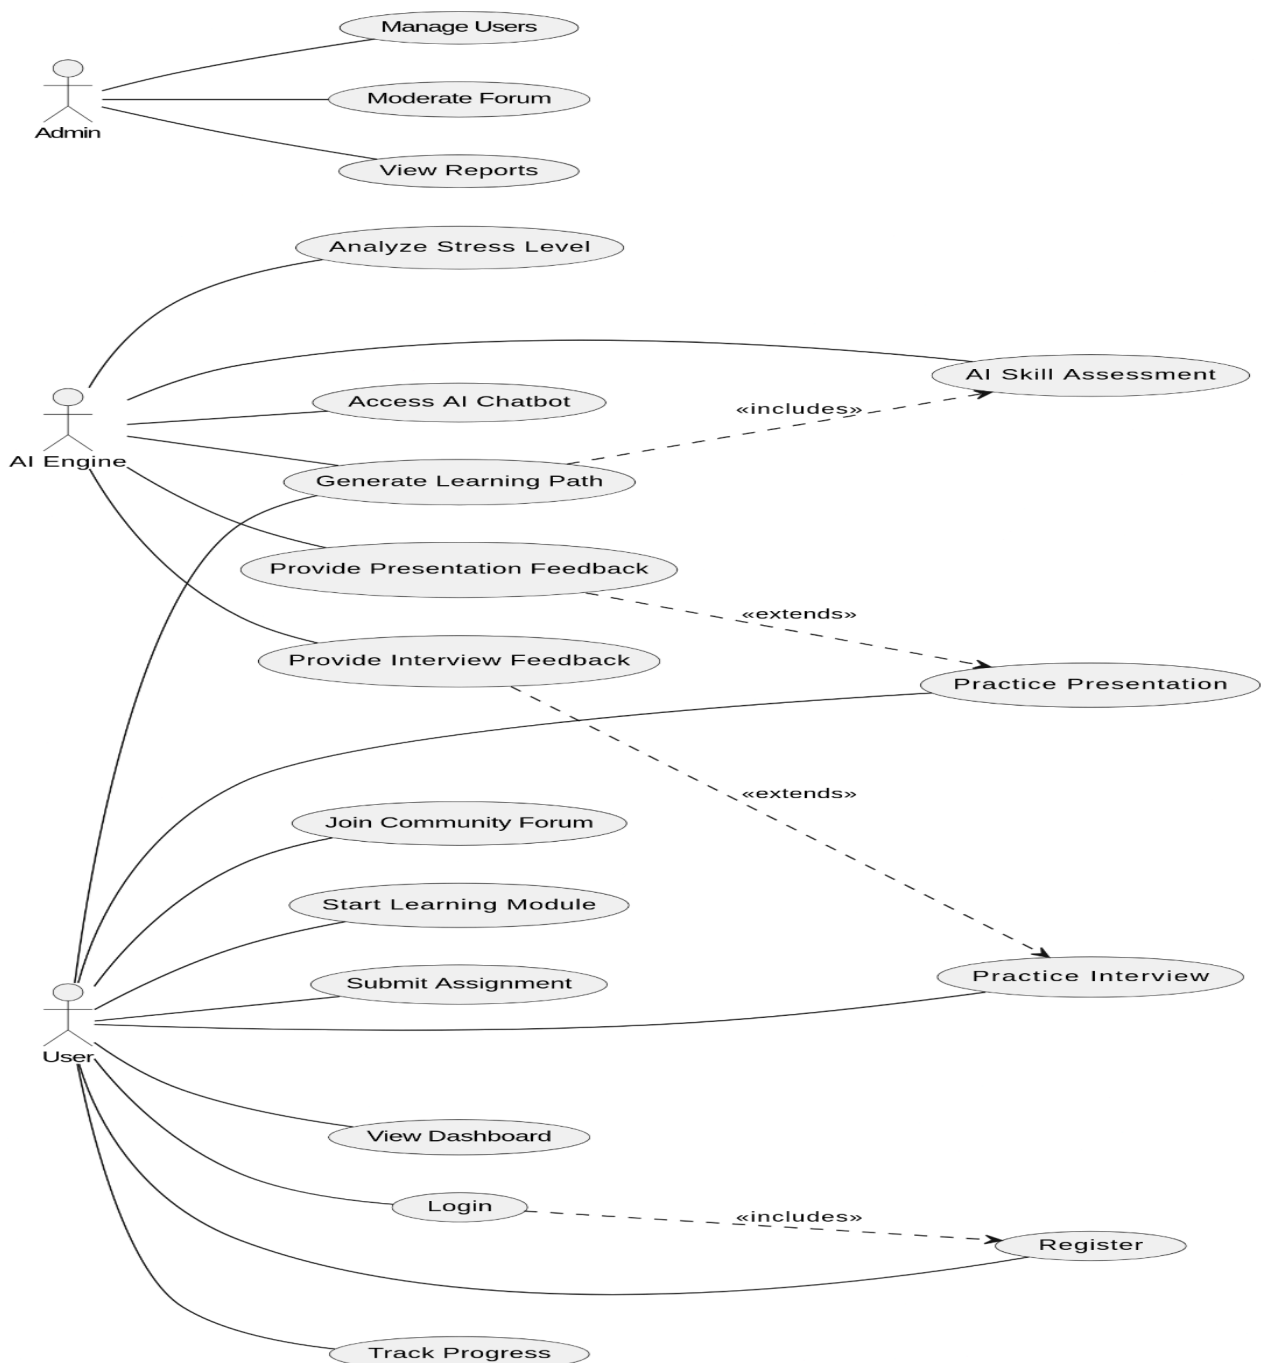 Manage Users
Moderate Forum
Admin
View Reports
Analyze Stress Level
AI Skill Assessment
Access AI Chatbot
«includes»
AI Engine
Generate Learning Path
Provide Presentation Feedback
«extends»
Provide Interview Feedback
Practice Presentation
«extends»
Join Community Forum
Start Learning Module
Practice Interview
Submit Assignment
User
View Dashboard
Login
«includes»
Register
Track Progress